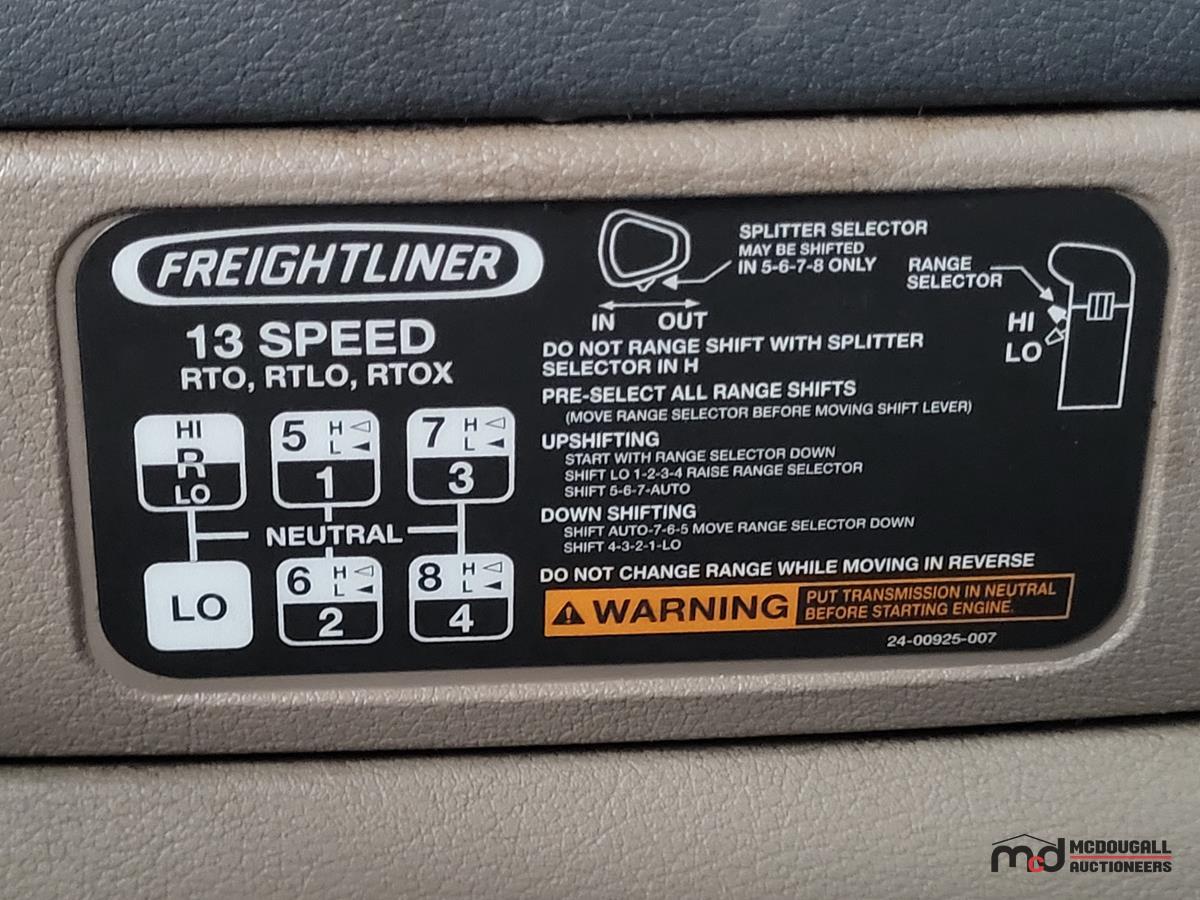 FREIGHTLINER
13 SPEED
RTO, RTLO, RTOX
HI
R
LO
5 H L
1
7 H L
3
NEUTRAL
LO
6 H L
2
8 H L
4
SPLITTER SELECTOR
MAY BE SHIFTED
IN 5-6-7-8 ONLY
IN OUT
RANGE
SELECTOR
HI
LO
DO NOT RANGE SHIFT WITH SPLITTER
SELECTOR IN H
PRE-SELECT ALL RANGE SHIFTS
(MOVE RANGE SELECTOR BEFORE MOVING SHIFT LEVER)
UPSHIFTING
START WITH RANGE SELECTOR DOWN
SHIFT LO 1-2-3-4 RAISE RANGE SELECTOR
SHIFT 5-6-7-AUTO
DOWN SHIFTING
SHIFT AUTO-7-6-5 MOVE RANGE SELECTOR DOWN
SHIFT 4-3-2-1-LO
DO NOT CHANGE RANGE WHILE MOVING IN REVERSE
WARNING
PUT TRANSMISSION IN NEUTRAL
BEFORE STARTING ENGINE.
24-00925-007
mcd
MCDOUGALL
AUCTIONEERS